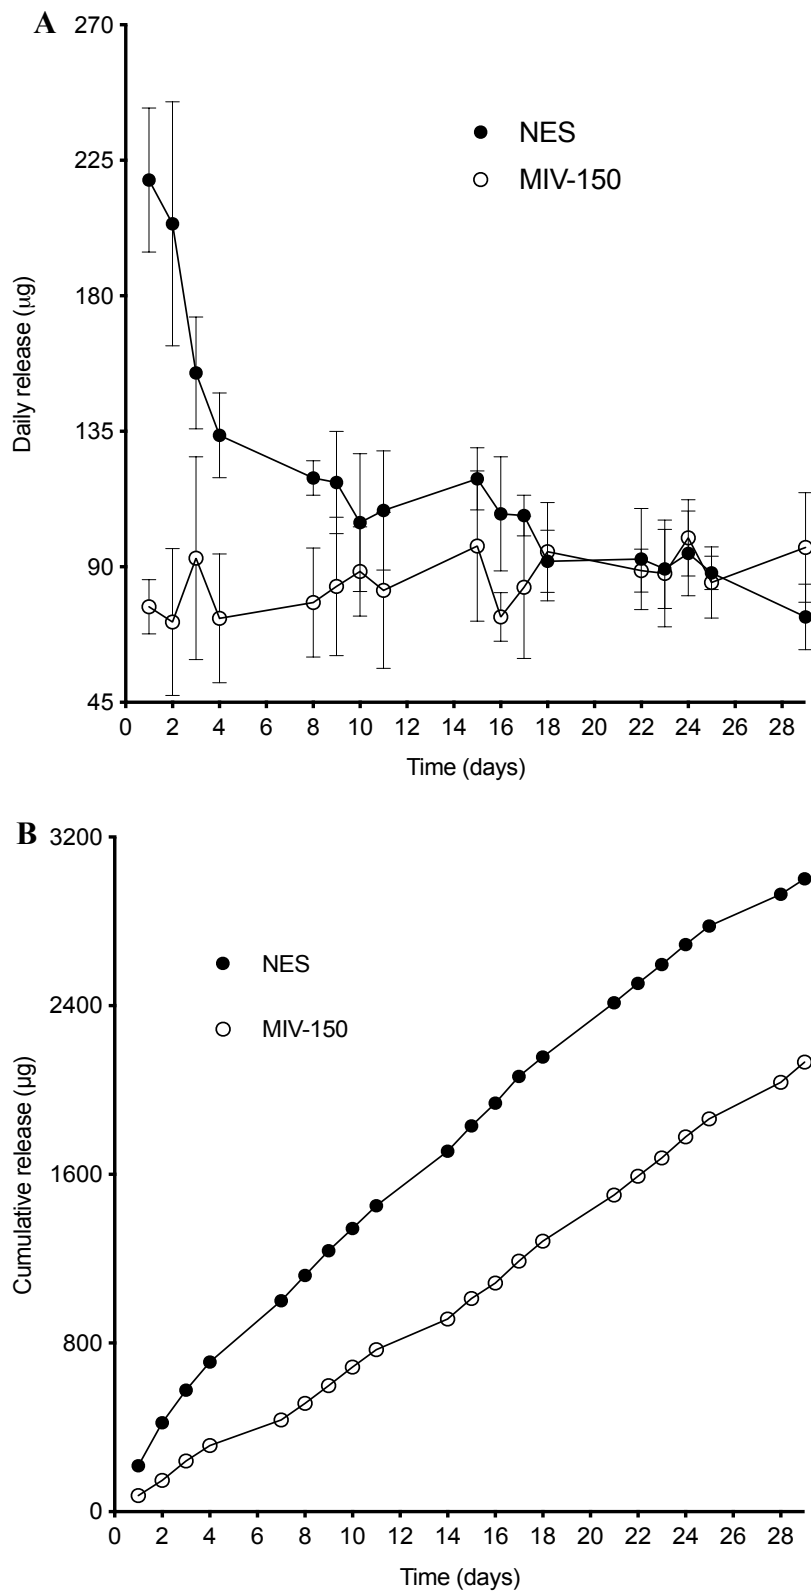 A
270
225
180
135
90
45
Daily release (μg)
NES
MIV-150
0 2 4 6 8 10 12 14 16 18 20 22 24 26 28
Time (days)
B
3200
2400
1600
800
0
Cumulative release (μg)
NES
MIV-150
0 2 4 6 8 10 12 14 16 18 20 22 24 26 28
Time (days)